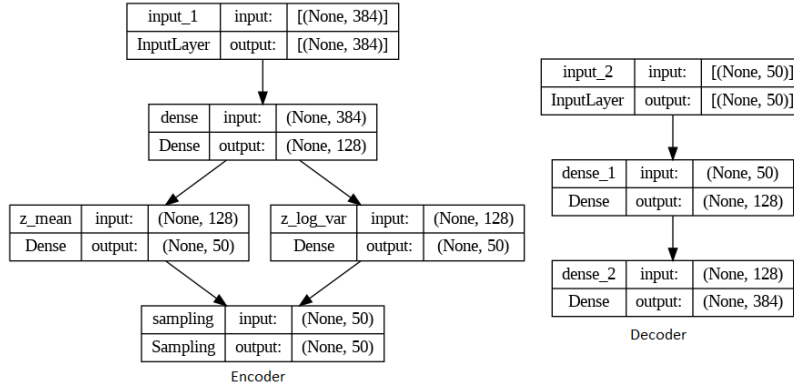 input_1 input: [(None, 384)]
InputLayer output: [(None, 384)]
dense input: (None, 384)
Dense output: (None, 128)
z_mean input: (None, 128)
Dense output: (None, 50)
z_log_var input: (None, 128)
Dense output: (None, 50)
sampling input: (None, 50)
Sampling output: (None, 50)
Encoder
input_2 input: [(None, 50)]
InputLayer output: [(None, 50)]
dense_1 input: (None, 50)
Dense output: (None, 128)
dense_2 input: (None, 128)
Dense output: (None, 384)
Decoder